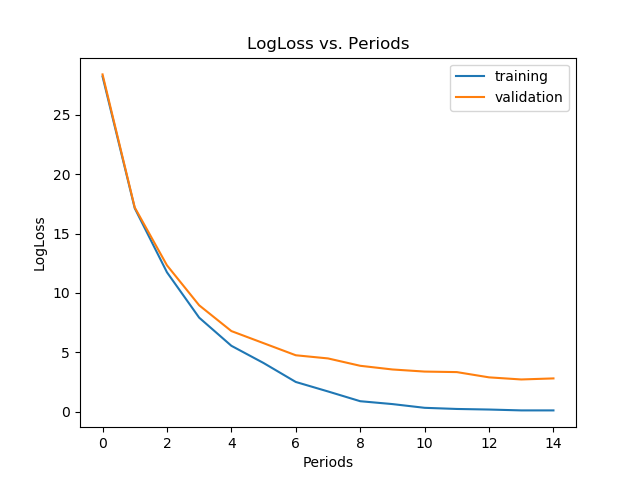 LogLoss vs. Periods
training
validation
LogLoss
25
20
15
10
5
0
0 2 4 6 8 10 12 14
Periods